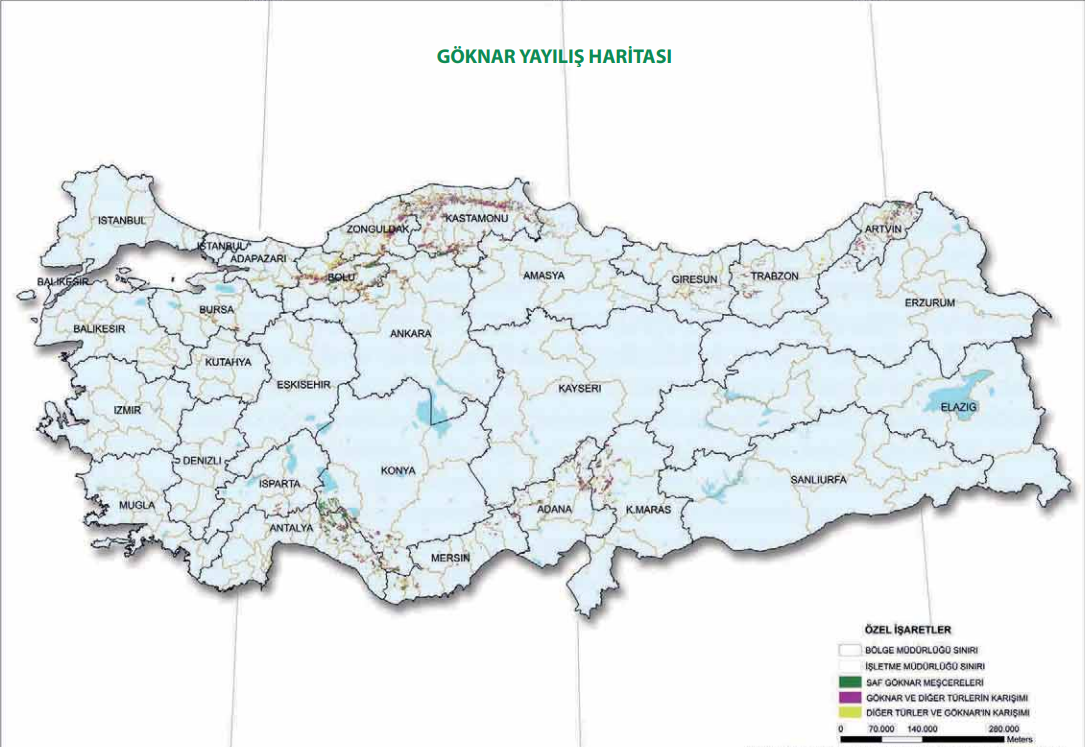 GÖKNAR YAYILIŞ HARİTASI
ISTANBUL
ISTANBUL
ADAPAZARI
ZONGULDAK
KASTAMONU
BOLU
BALIKESIR
BURSA
BALIKESIR
KUTAHYA
ESKISEHIR
ANKARA
AMASYA
GIRESUN
TRABZON
ARTVIN
ERZURUM
IZMIR
DENIZLI
ISPARTA
KONYA
KAYSERI
ELAZIG
MUGLA
ANTALYA
MERSIN
ADANA
K.MARAS
SANLIURFA
ÖZEL İŞARETLER
BÖLGE MÜDÜRLÜĞÜ SINIRI
İŞLETME MÜDÜRLÜĞÜ SINIRI
SAF GÖKNAR MEŞCERELERİ
GÖKNAR VE DİĞER TÜRLERİN KARIŞIMI
DİĞER TÜRLER VE GÖKNAR'IN KARIŞIMI
0 70.000 140.000 280.000
Meters